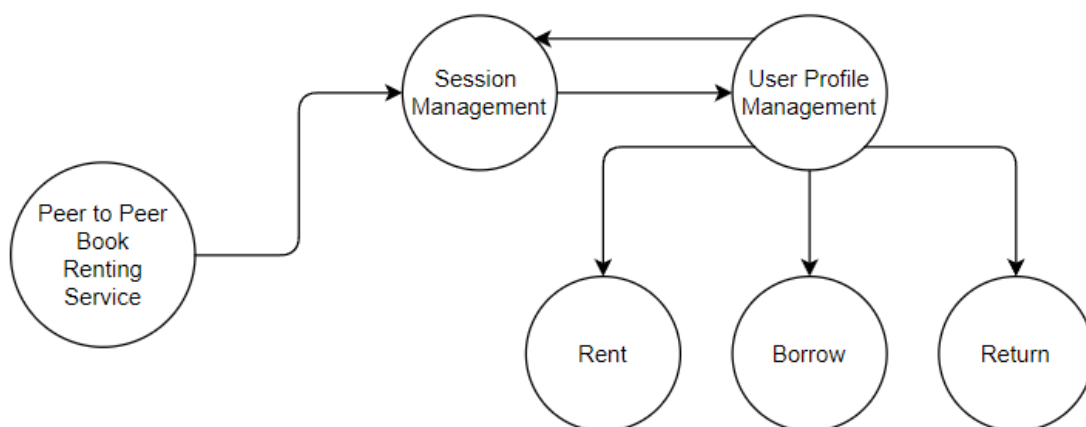 Session
Management
User Profile
Management
Peer to Peer
Book
Renting
Service
Rent
Borrow
Return